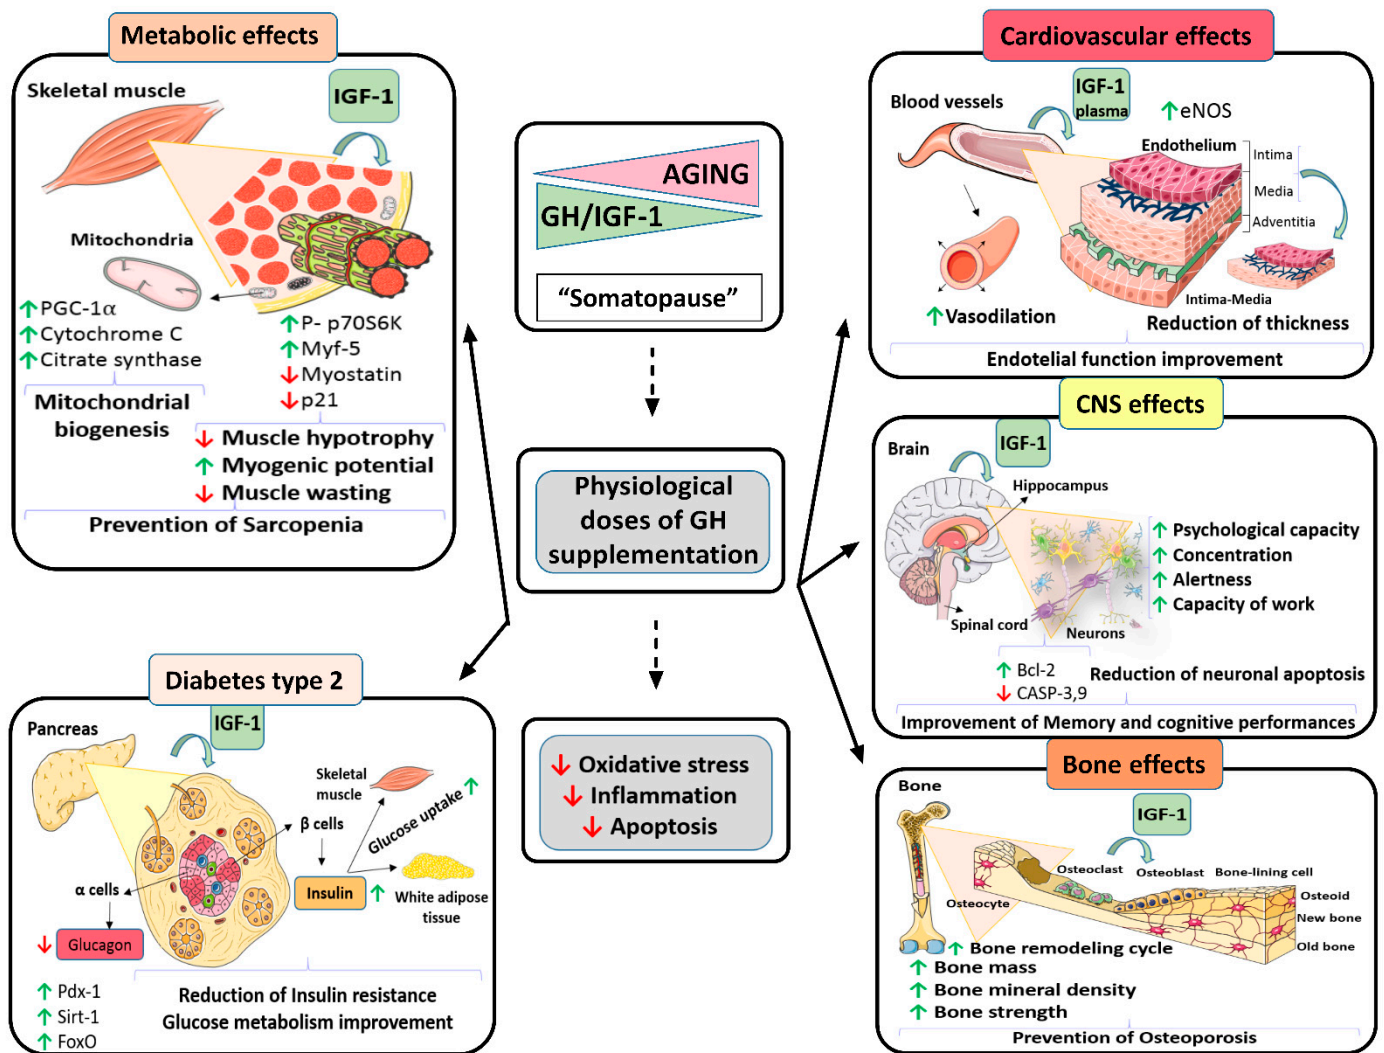 Metabolic effects
Skeletal muscle
IGF-1
Mitochondria
PGC-1α
Cytochrome C
Citrate synthase
Mitochondrial
biogenesis
P- p70S6K
Myf-5
Myostatin
p21
Muscle hypotrophy
Myogenic potential
Muscle wasting
Prevention of Sarcopenia
AGING
GH/IGF-1
“Somatopause”
Physiological
doses of GH
supplementation
Oxidative stress
Inflammation
Apoptosis
Cardiovascular effects
Blood vessels
IGF-1
plasma
eNOS
Endothelium
Intima
Media
Adventitia
Intima-Media
Vasodilation
Reduction of thickness
Endotelial function improvement
CNS effects
Brain
IGF-1
Hippocampus
Psychological capacity
Concentration
Alertness
Capacity of work
Spinal cord
Neurons
Bcl-2
CASP-3,9
Reduction of neuronal apoptosis
Improvement of Memory and cognitive performances
Diabetes type 2
Pancreas
IGF-1
Skeletal
muscle
β cells
Glucose uptake
α cells
Insulin
White adipose
tissue
Glucagon
Pdx-1
Sirt-1
FoxO
Reduction of Insulin resistance
Glucose metabolism improvement
Bone effects
Bone
IGF-1
Osteoclast
Osteoblast
Bone-lining cell
Osteocyte
Osteoid
New bone
Old bone
Bone remodeling cycle
Bone mass
Bone mineral density
Bone strength
Prevention of Osteoporosis